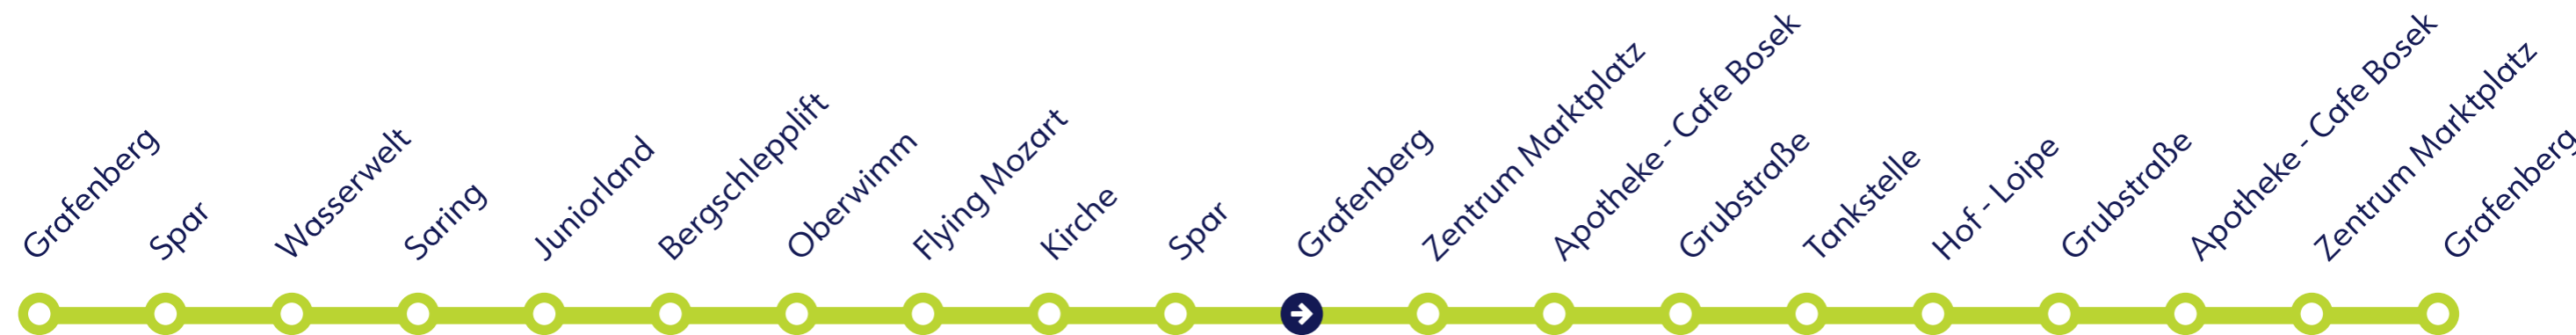 Grafenberg
Spar
Wasserwelt
Saring
Juniorland
Bergschlepplift
Oberwimm
Flying Mozart
Kirche
Spar
Grafenberg
Zentrum Marktplatz
Apotheke - Cafe Bosek
Grubstraße
Tankstelle
Hof - Loipe
Grubstraße
Apotheke - Cafe Bosek
Zentrum Marktplatz
Grafenberg